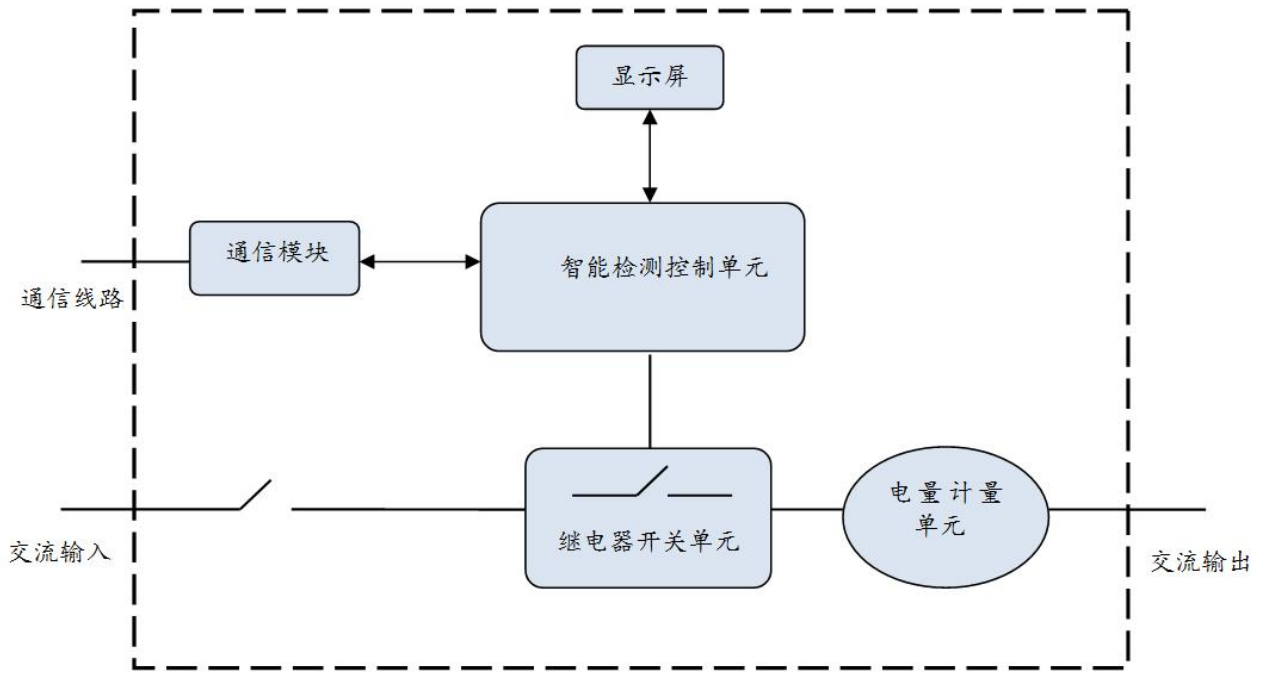 显示屏
通信模块
智能检测控制单元
通信线路
电量计量
单元
继电器开关单元
交流输入
交流输出